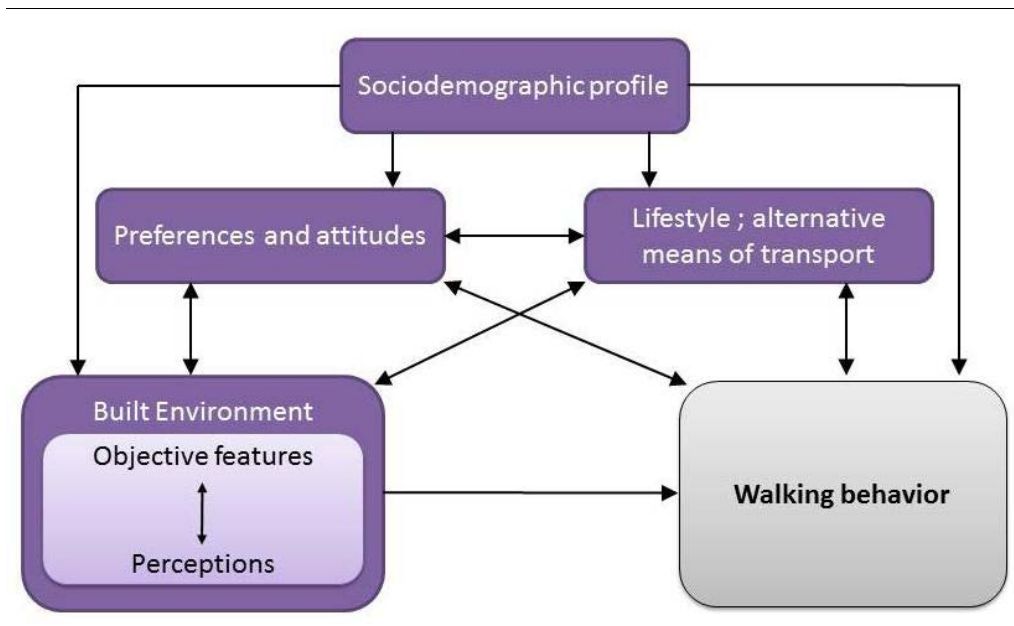 Sociodemographic profile
Preferences and attitudes
Lifestyle ; alternative
means of transport
Built Environment
Objective features
Perceptions
Walking behavior